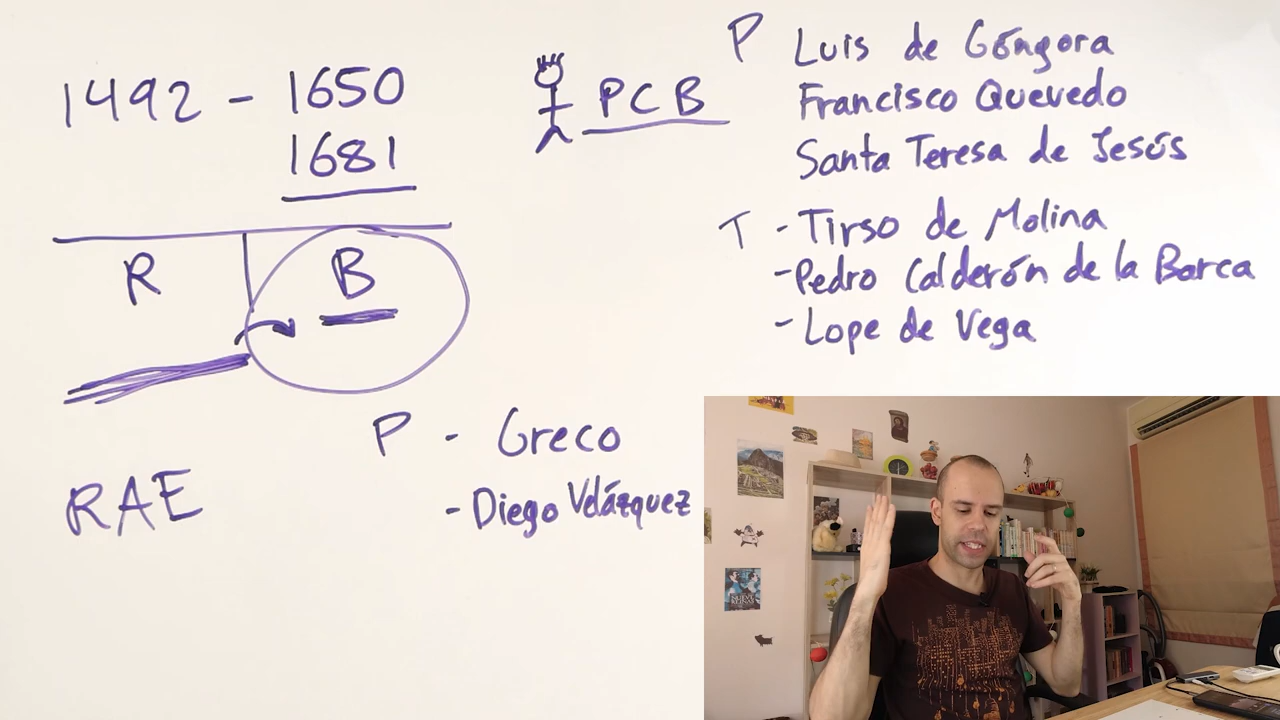 1492 - 1650
1681
R
B
PCB
P Luis de Góngora
Francisco Quevedo
Santa Teresa de Jesús
T - Tirso de Molina
- Pedro Calderón de la Barca
- Lope de Vega
P - Greco
- Diego Velázquez
RAE